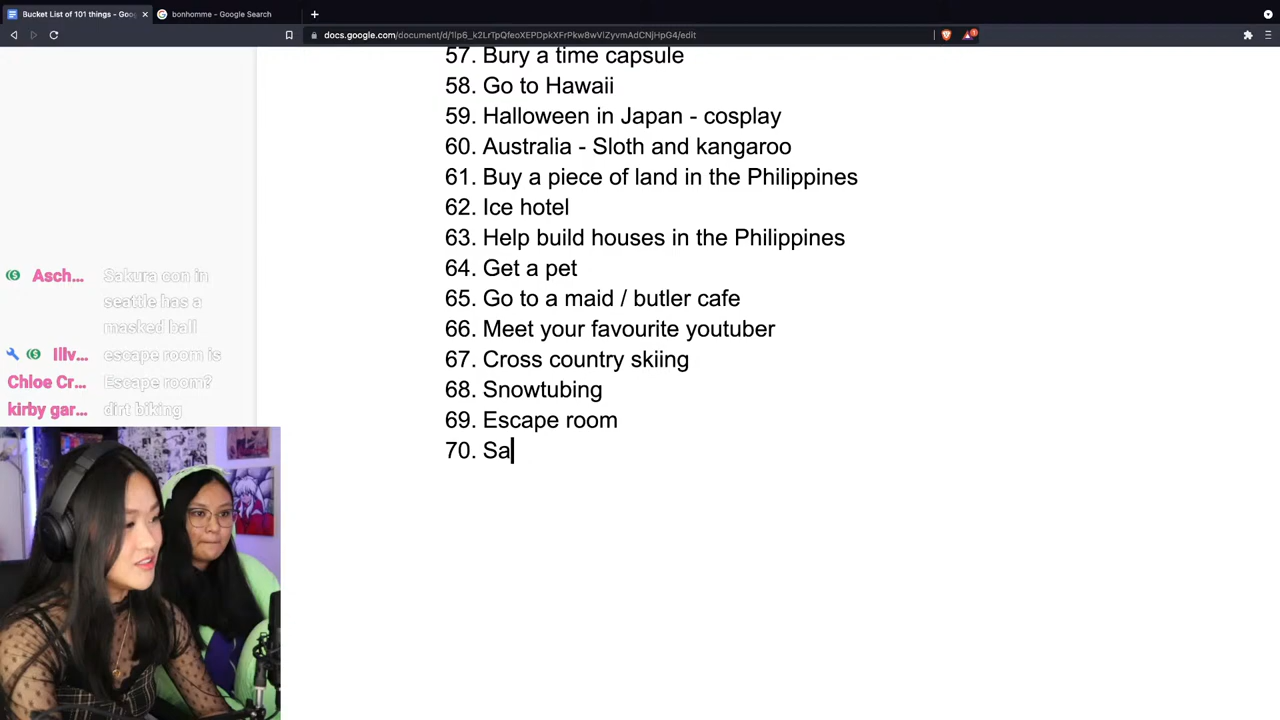 Bucket List of 101 things - Goo
bonhomme - Google Search
docs.google.com/document/d/1lp6_k2LrTpQfeoXEPDpkXFrPkw8wViZyvmAdCNjHpG4/edit
57. Bury a time capsule
58. Go to Hawaii
59. Halloween in Japan - cosplay
60. Australia - Sloth and kangaroo
61. Buy a piece of land in the Philippines
62. Ice hotel
63. Help build houses in the Philippines
64. Get a pet
65. Go to a maid / butler cafe
66. Meet your favourite youtuber
67. Cross country skiing
68. Snowtubing
69. Escape room
70. Sa
Asch... Sakura con in
seattle has a
masked ball
Illv... escape room is
Chloe Cr... Escape room?
kirby gar... dirt biking